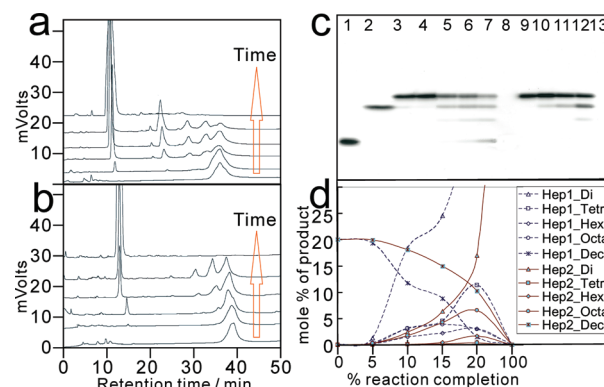 a
Time
mVolts
50
40
30
20
10
b
Time
mVolts
50
40
30
20
10
0
0 10 20 30 40 50
Retention time / min
c
1 2 3 4 5 6 7 8 9 10 11 12 13
d
mole % of product
25
20
15
10
5
0
0 5 10 15 20 100
% reaction completion
Hep1_Di
Hep1_Tetr
Hep1_Hex
Hep1_Octa
Hep1_Dec
Hep2_Di
Hep2_Tetr
Hep2_Hex
Hep2_Octa
Hep2_Dec